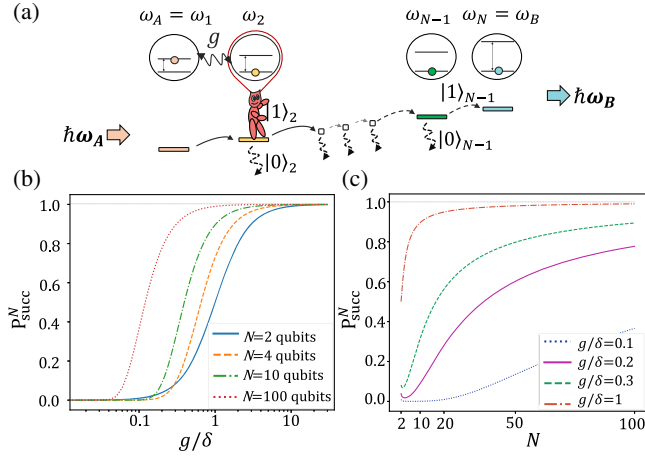 (a)
ω_A = ω_1
ω_2
ω_{N−1}
ω_N = ω_B
g
|1⟩_2
|1⟩_{N−1}
ħω_A
ħω_B
|0⟩_2
|0⟩_{N−1}
(b)
(c)
P^N_succ
1.0
0.8
0.6
0.4
0.2
0.0
0.1
1
10
g/δ
N=2 qubits
N=4 qubits
N=10 qubits
N=100 qubits
P^N_succ
1.0
0.8
0.6
0.4
0.2
0.0
2
10
20
50
100
N
g/δ=0.1
g/δ=0.2
g/δ=0.3
g/δ=1